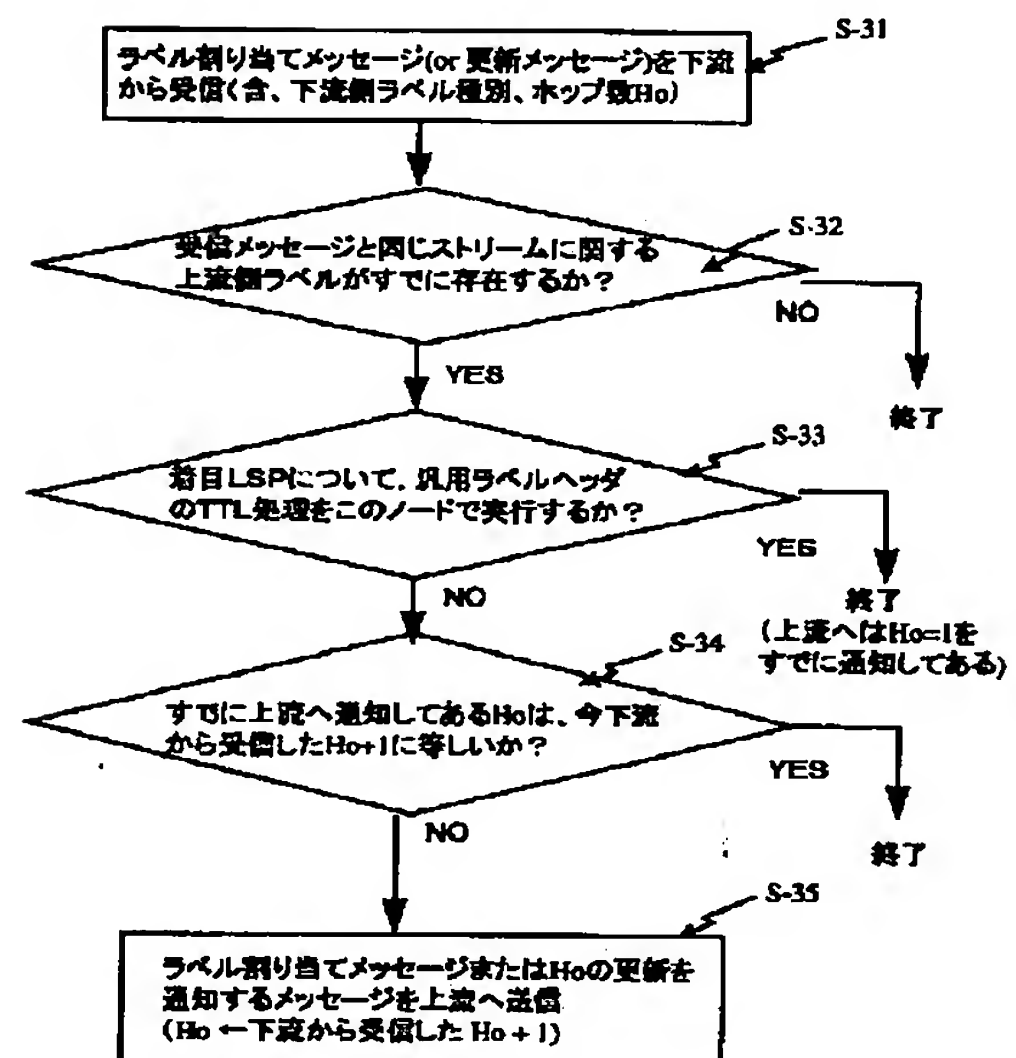 S-31
ラベル割り当てメッセージ(or 更新メッセージ)を下流
から受信(含、下流側ラベル種別、ホップ数Ho)
S-32
受信メッセージと同じストリームに関する
上流側ラベルがすでに存在するか?
NO
終了
YES
S-33
着目LSPについて、汎用ラベルヘッダ
のTTL処理をこのノードで実行するか?
YES
終了
(上流へはHo=1を
すでに通知してある)
NO
S-34
すでに上流へ通知してあるHoは、今下流
から受信したHo+1に等しいか?
YES
終了
NO
S-35
ラベル割り当てメッセージまたはHoの更新を
通知するメッセージを上流へ送信
(Ho ←下流から受信した Ho + 1)